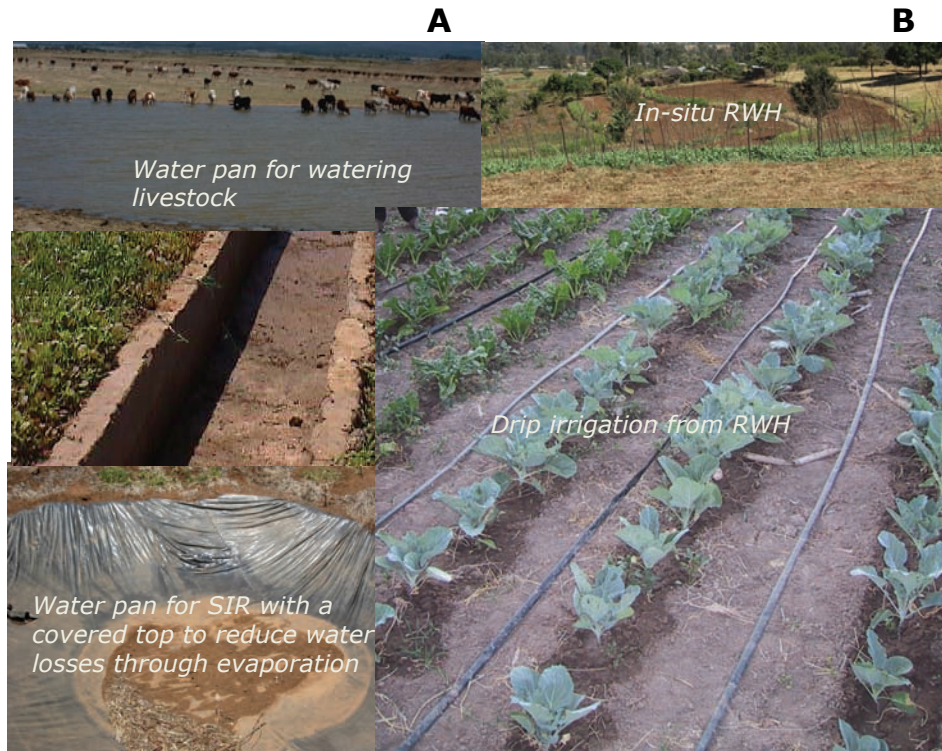 A
B
Water pan for watering
livestock
In-situ RWH
Drip irrigation from RWH
Water pan for SIR with a
covered top to reduce water
losses through evaporation